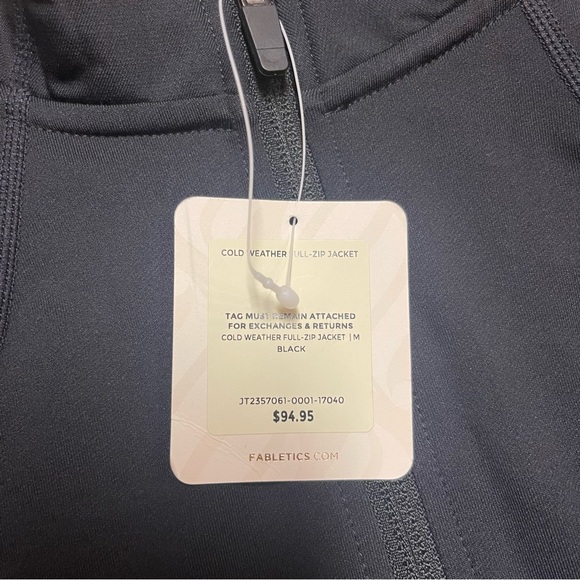 COLD WEATHER FULL-ZIP JACKET
TAG MUST REMAIN ATTACHED
FOR EXCHANGES & RETURNS
COLD WEATHER FULL-ZIP JACKET | M
BLACK
JT2357061-0001-17040
$94.95
FABLETICS.COM